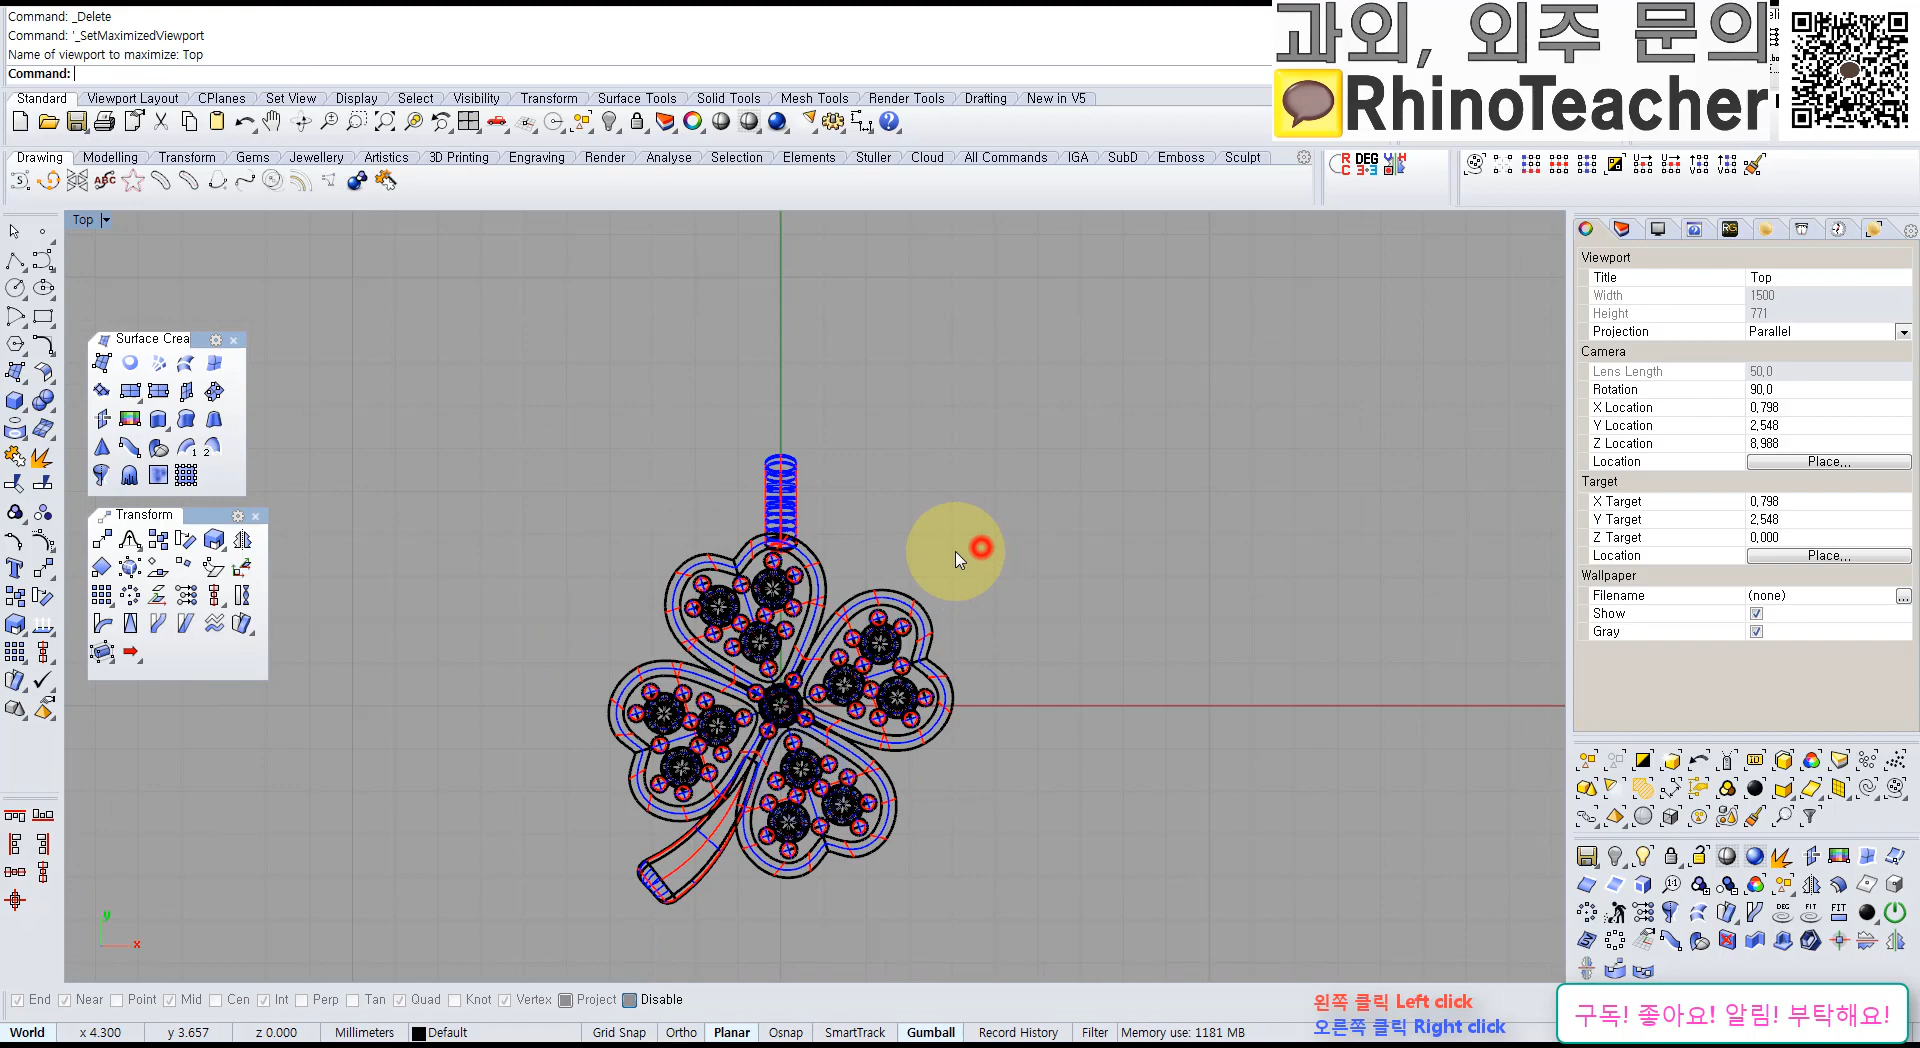 Command: _Delete
Command: '_SetMaximizedViewport
Name of viewport to maximize: Top
Command:
과외, 외주 문의
RhinoTeacher
Standard Viewport Layout CPlanes Set View Display Select Visibility Transform Surface Tools Solid Tools Mesh Tools Render Tools Drafting New in V5
Drawing Modelling Transform Gems Jewellery Artistics 3D Printing Engraving Render Analyse Selection Elements Stuller Cloud All Commands IGA SubD Emboss Sculpt
Top
Surface Crea
Transform
Viewport
Title Top
Width 1500
Height 771
Projection Parallel
Camera
Lens Length 50,0
Rotation 90,0
X Location 0,798
Y Location 2,548
Z Location 8,988
Location Place...
Target
X Target 0,798
Y Target 2,548
Z Target 0,000
Location Place...
Wallpaper
Filename (none)
Show
Gray
y
x
End Near Point Mid Cen Int Perp Tan Quad Knot Vertex Project Disable
왼쪽 클릭 Left click
오른쪽 클릭 Right click
구독! 좋아요! 알림! 부탁해요!
World x 4.300 y 3.657 z 0.000 Millimeters Default Grid Snap Ortho Planar Osnap SmartTrack Gumball Record History Filter Memory use: 1181 MB